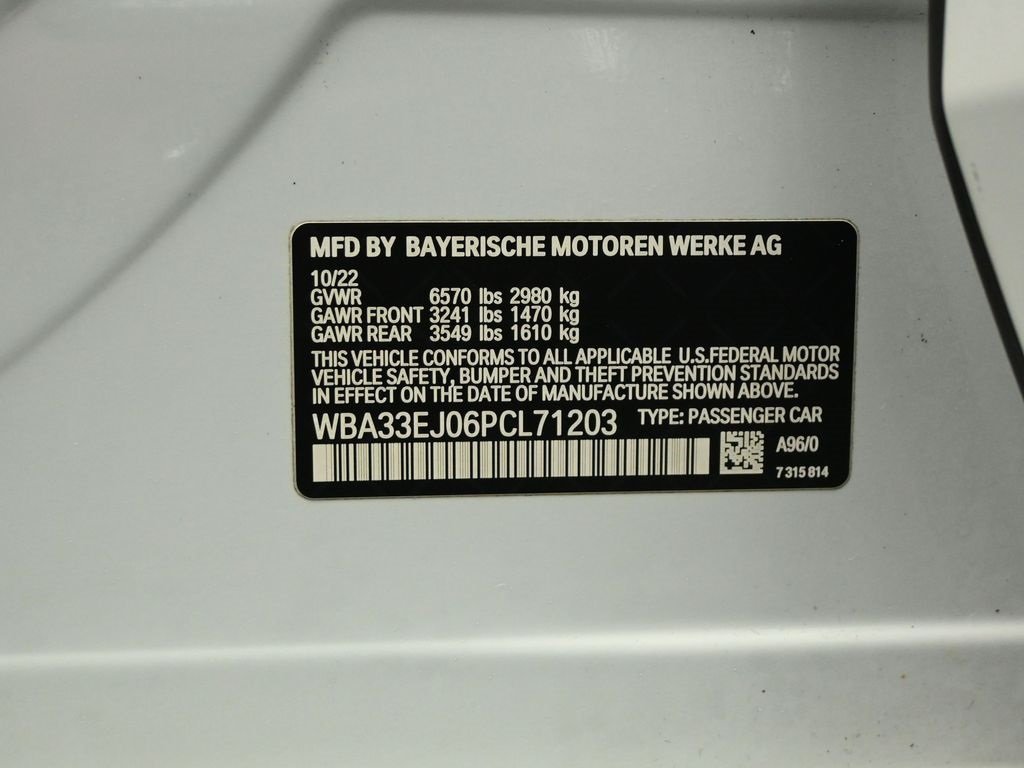 MFD BY BAYERISCHE MOTOREN WERKE AG
10/22
GVWR 6570 lbs 2980 kg
GAWR FRONT 3241 lbs 1470 kg
GAWR REAR 3549 lbs 1610 kg
THIS VEHICLE CONFORMS TO ALL APPLICABLE U.S.FEDERAL MOTOR
VEHICLE SAFETY, BUMPER AND THEFT PREVENTION STANDARDS
IN EFFECT ON THE DATE OF MANUFACTURE SHOWN ABOVE.
WBA33EJ06PCL71203 TYPE: PASSENGER CAR
A96/0
7 315 814